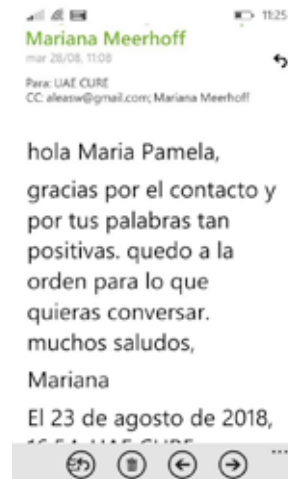 11:25
Mariana Meerhoff
mar 28/08, 11:08
Para: UAE CURE
CC: aleasw@gmail.com; Mariana Meerhoff
hola Maria Pamela,
gracias por el contacto y
por tus palabras tan
positivas. quedo a la
orden para lo que
quieras conversar.
muchos saludos,
Mariana
El 23 de agosto de 2018,